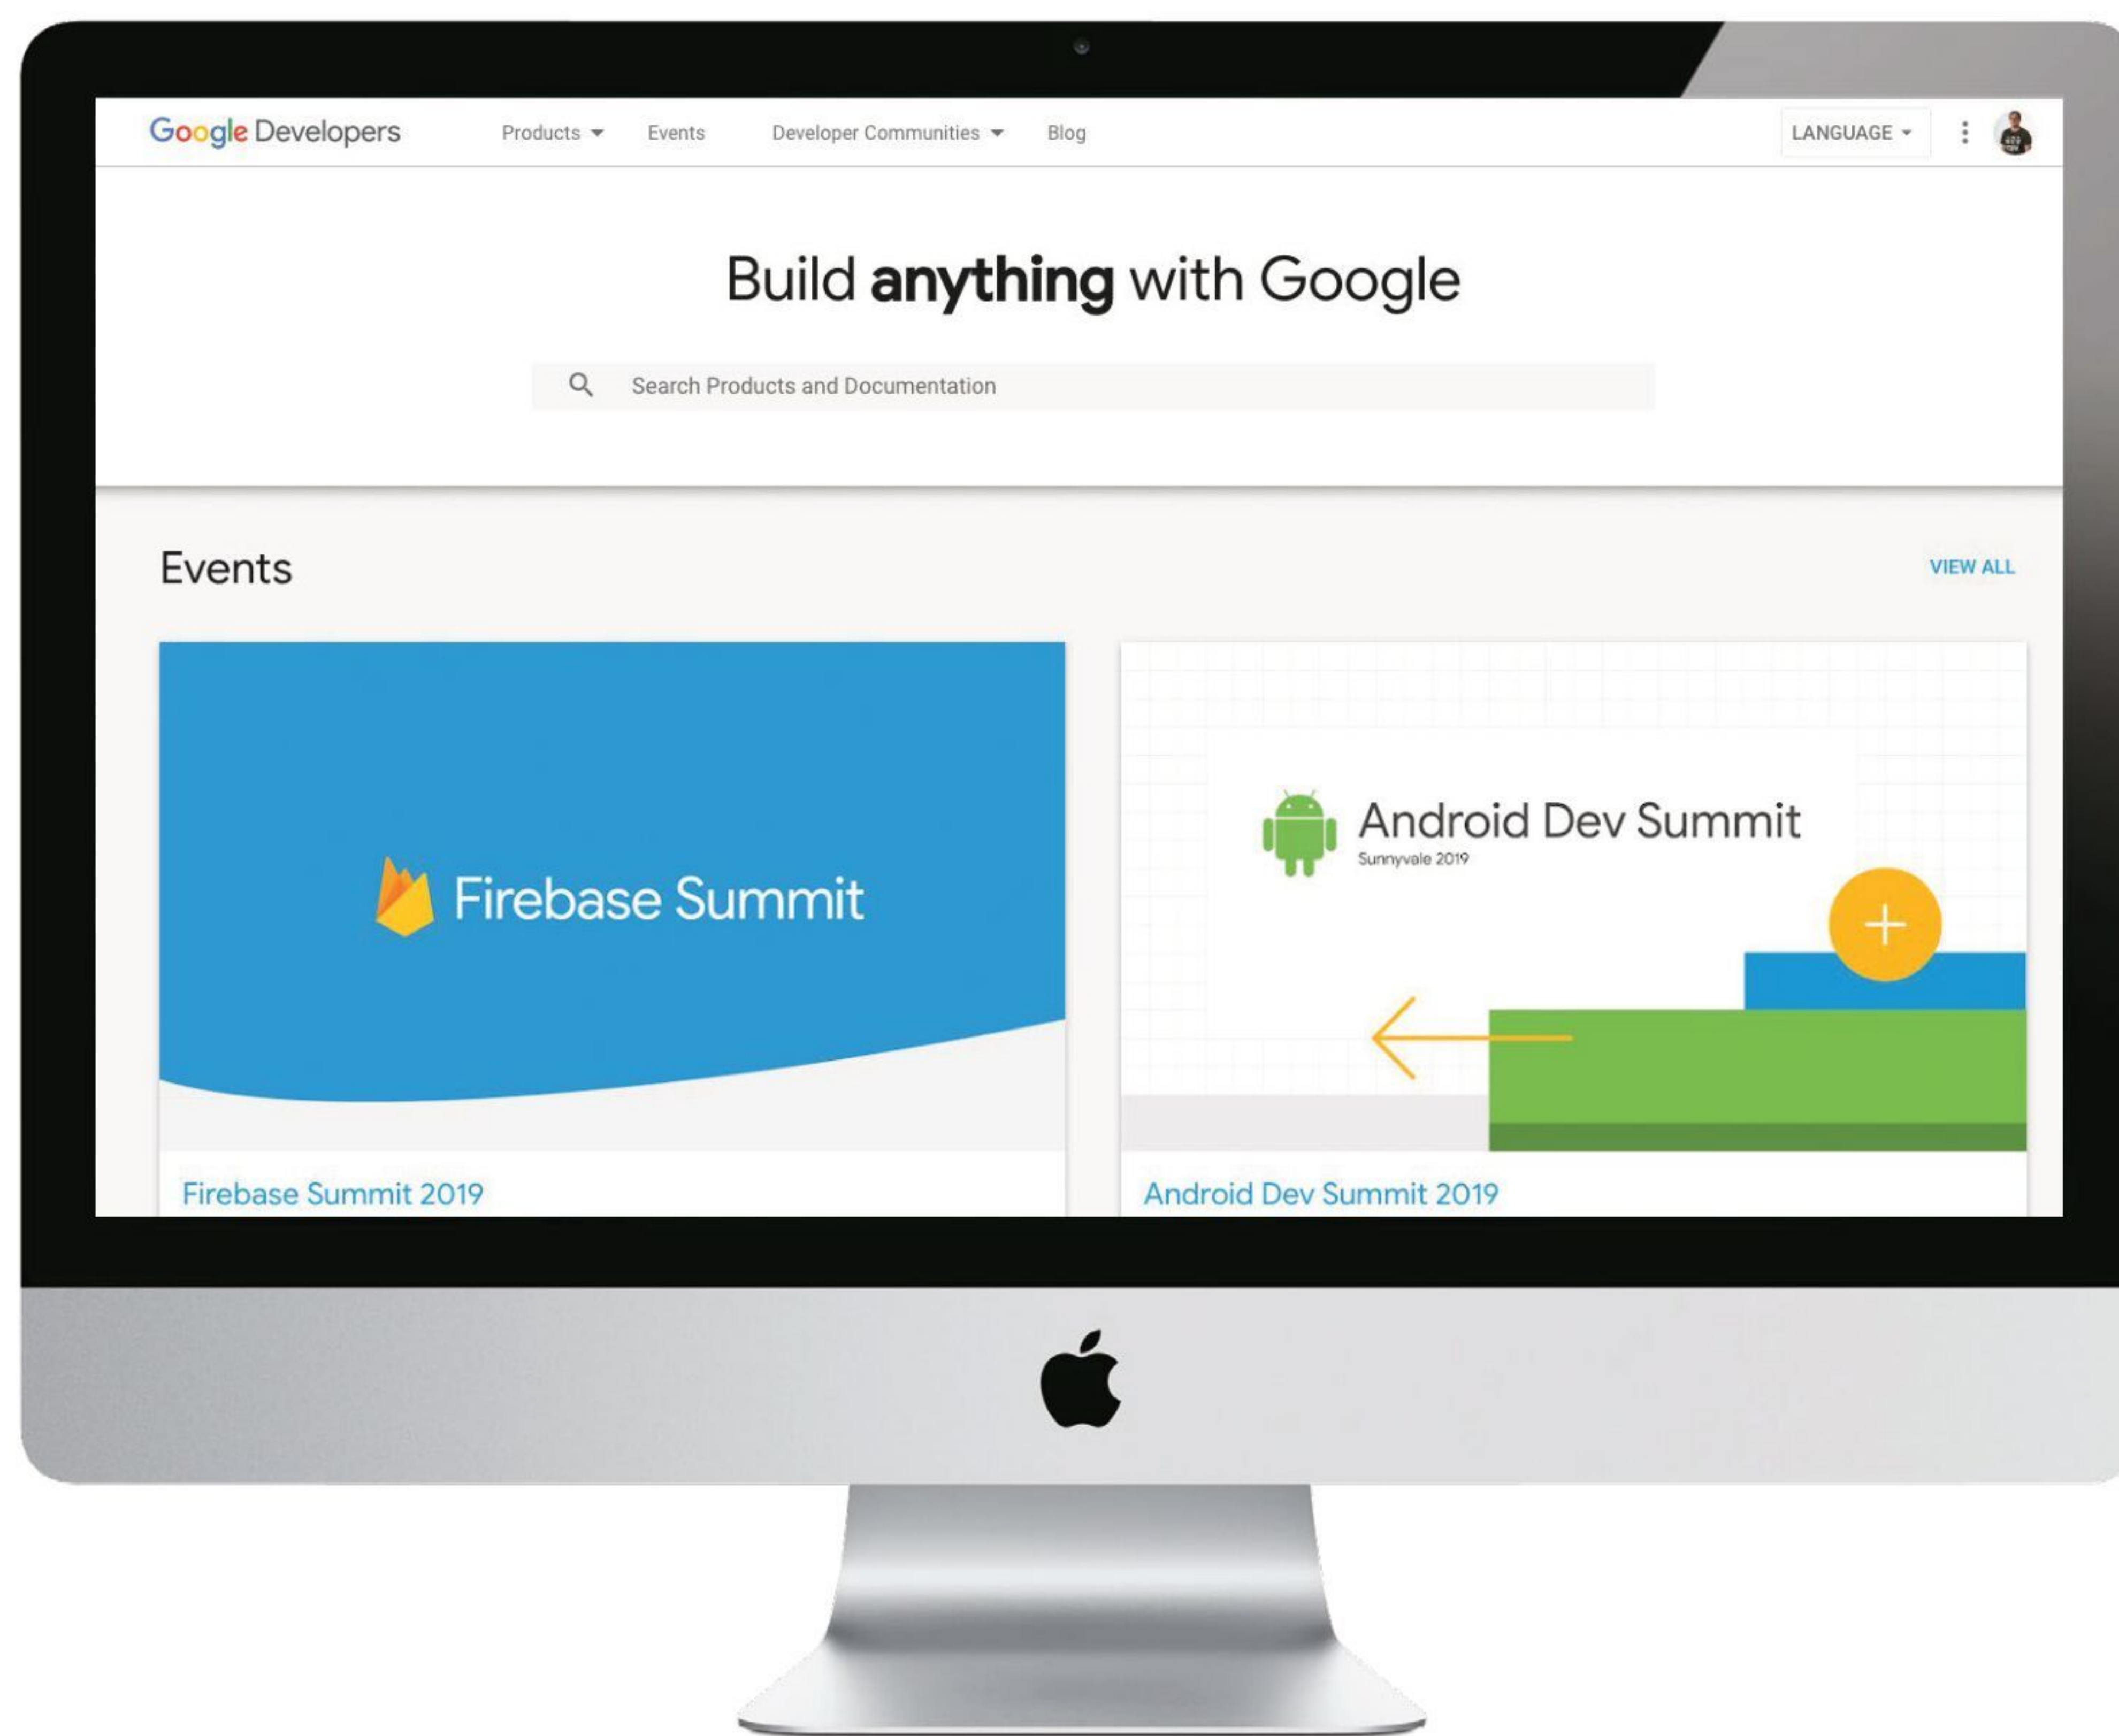 Google Developers Products Events Developer Communities Blog LANGUAGE
Build anything with Google
Search Products and Documentation
Events VIEW ALL
Firebase Summit
Android Dev Summit
Sunnyvale 2019
Firebase Summit 2019
Android Dev Summit 2019